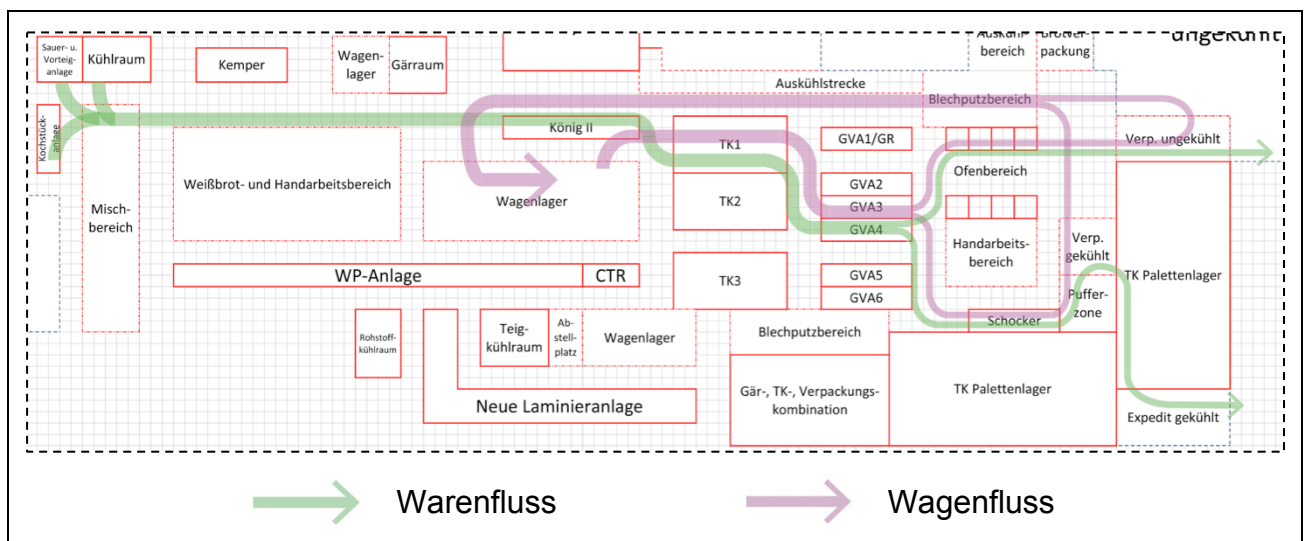 Sauer- u.
Vorteig-
anlage
Kühlraum
Kemper
Wagen-
lager
Gärraum
Auskühl-
bereich
Brotver-
packung
ungekühlt
Auskühlstrecke
Blechputzbereich
Kochstück-
anlage
König II
TK1
GVA1/GR
Verp. ungekühlt
Weißbrot- und Handarbeitsbereich
Wagenlager
Misch-
bereich
TK2
GVA2
GVA3
GVA4
Ofenbereich
Handarbeits-
bereich
Verp.
gekühlt
TK Palettenlager
WP-Anlage
CTR
TK3
GVA5
GVA6
Puffer-
zone
Schocker
Rohstoff-
kühlraum
Teig-
kühlraum
Ab-
stell-
platz
Wagenlager
Blechputzbereich
Gär-, TK-, Verpackungs-
kombination
TK Palettenlager
Neue Laminieranlage
Expedit gekühlt
Warenfluss
Wagenfluss